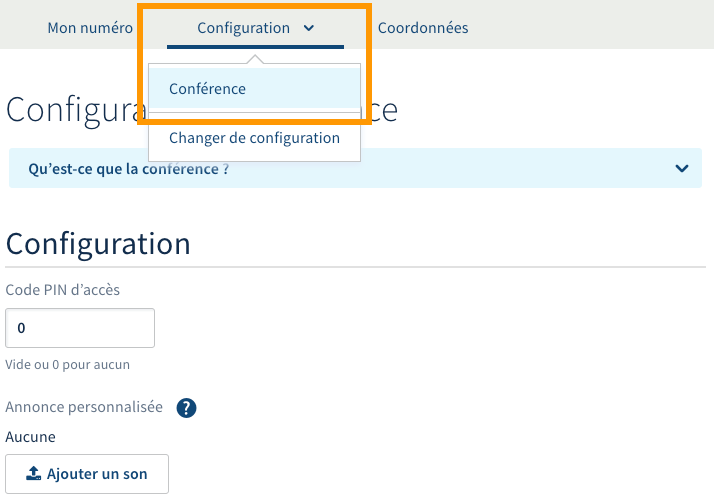 Mon numéro Configuration Coordonnées
Conférence
Configura ce
Changer de configuration
Qu'est-ce que la conférence ?
Configuration
Code PIN d'accès
0
Vide ou 0 pour aucun
Annonce personnalisée ?
Aucune
Ajouter un son